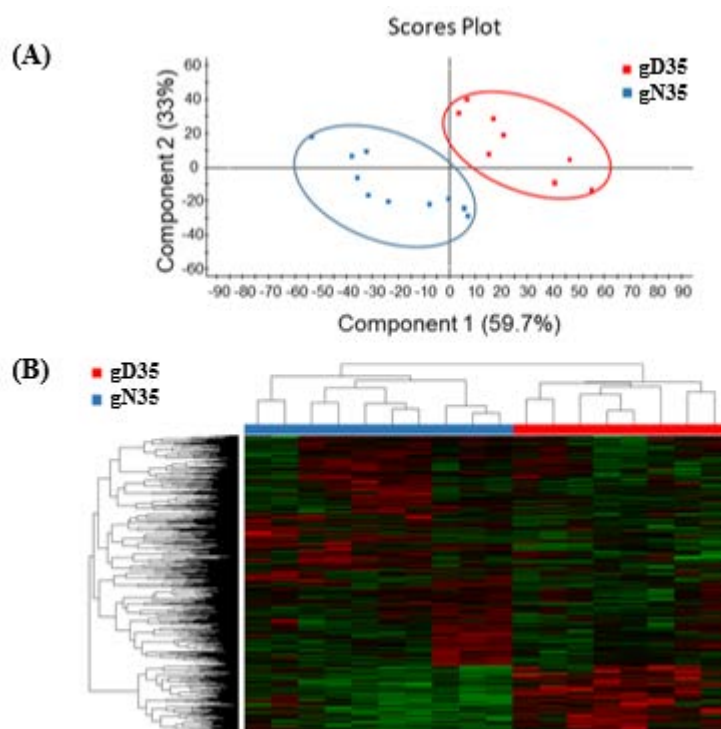 Scores Plot
(A)
gD35
gN35
Component 2 (33%)
60
40
20
0
-20
-40
-60
-90 -80 -70 -60 -50 -40 -30 -20 -10 0 10 20 30 40 50 60 70 80 90
Component 1 (59.7%)
(B)
gD35
gN35